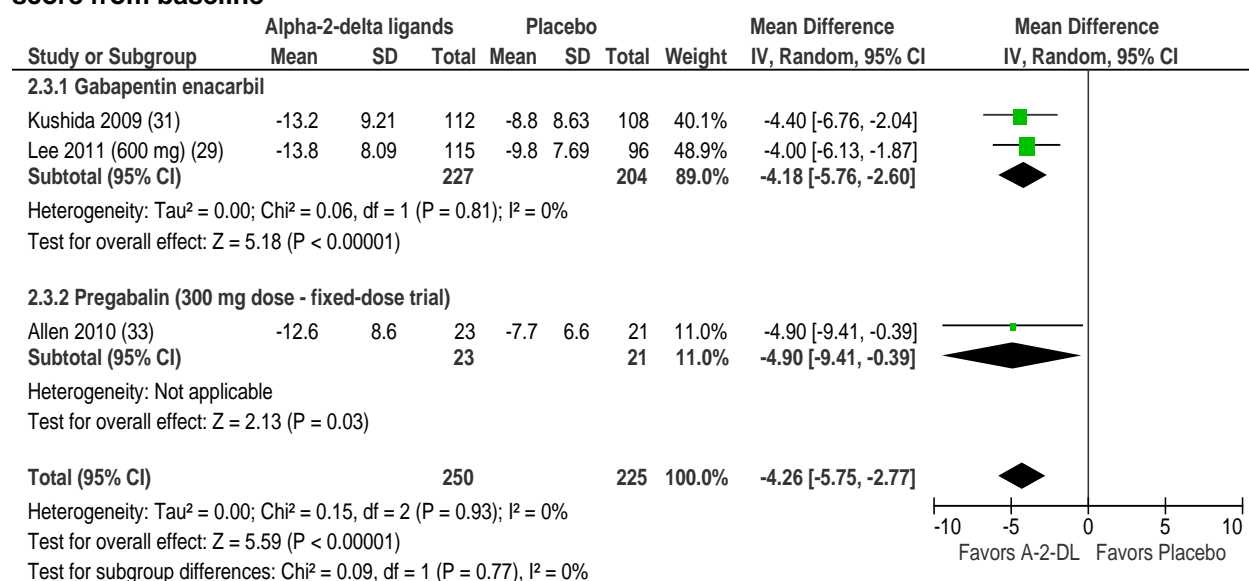 score from baseline
Alpha-2-delta ligands Placebo Mean Difference Mean Difference
Study or Subgroup Mean SD Total Mean SD Total Weight IV, Random, 95% CI IV, Random, 95% CI
2.3.1 Gabapentin enacarbil
Kushida 2009 (31) -13.2 9.21 112 -8.8 8.63 108 40.1% -4.40 [-6.76, -2.04]
Lee 2011 (600 mg) (29) -13.8 8.09 115 -9.8 7.69 96 48.9% -4.00 [-6.13, -1.87]
Subtotal (95% CI) 227 204 89.0% -4.18 [-5.76, -2.60]
Heterogeneity: Tau² = 0.00; Chi² = 0.06, df = 1 (P = 0.81); I² = 0%
Test for overall effect: Z = 5.18 (P < 0.00001)
2.3.2 Pregabalin (300 mg dose - fixed-dose trial)
Allen 2010 (33) -12.6 8.6 23 -7.7 6.6 21 11.0% -4.90 [-9.41, -0.39]
Subtotal (95% CI) 23 21 11.0% -4.90 [-9.41, -0.39]
Heterogeneity: Not applicable
Test for overall effect: Z = 2.13 (P = 0.03)
Total (95% CI) 250 225 100.0% -4.26 [-5.75, -2.77]
Heterogeneity: Tau² = 0.00; Chi² = 0.15, df = 2 (P = 0.93); I² = 0%
Test for overall effect: Z = 5.59 (P < 0.00001)
Test for subgroup differences: Chi² = 0.09, df = 1 (P = 0.77), I² = 0%
-10 -5 0 5 10
Favors A-2-DL Favors Placebo